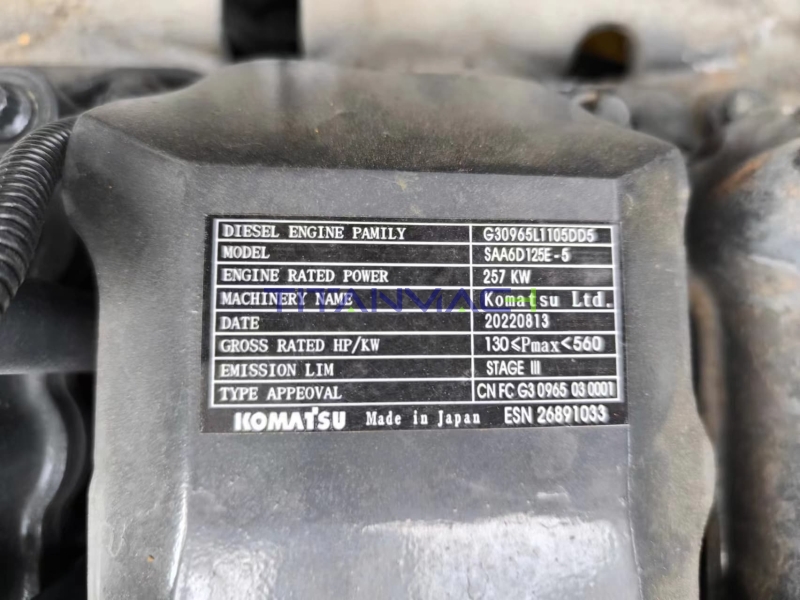 DIESEL ENGINE PAMILY G30965L1105DD5
MODEL SAA6D125E-5
ENGINE RATED POWER 257 KW
MACHINERY NAME Komatsu Ltd.
TITANMACH
DATE 20220813
GROSS RATED HP/KW 130<Pmax<560
EMISSION LIM STAGE III
TYPE APPEOVAL CN FC G3 0965 03 0001
KOMATSU Made in Japan ESN 26891033